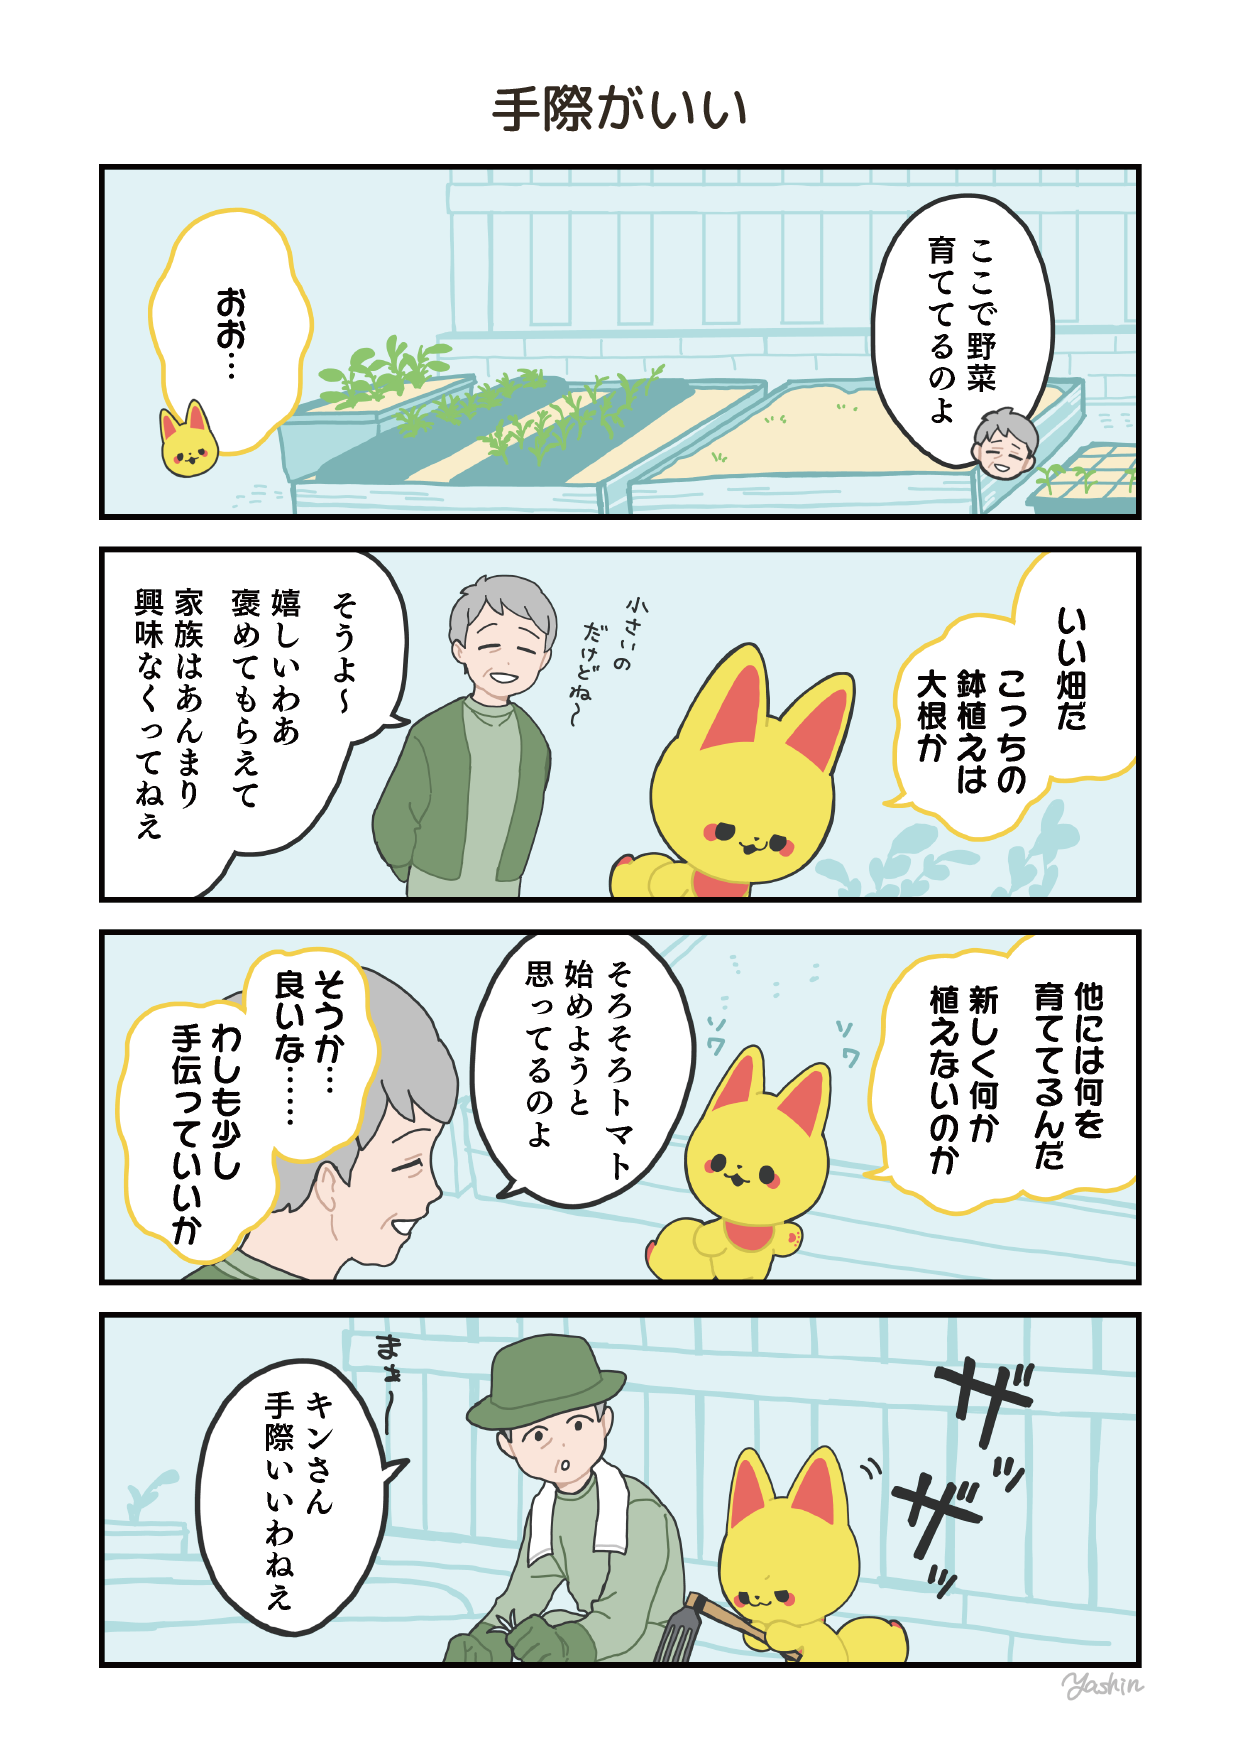 手際がいい
ここで野菜
育ててるのよ
おお…
いい畑だ
こっちの
鉢植えは
大根か
小さいの
だけどね〜
そうよ〜
嬉しいわあ
褒めてもらえて
家族はあんまり
興味なくってねえ
他には何を
育ててるんだ
新しく何か
植えないのか
ソワ
ソワ
そろそろトマト
始めようと
思ってるのよ
そうか…
良いな……
わしも少し
手伝っていいか
ザッ
ザッ
まぁ〜
キンさん
手際いいわねえ
Yashin